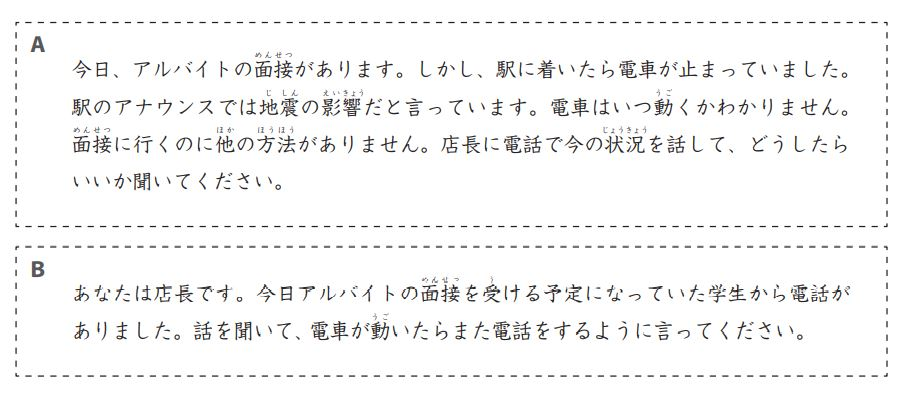 A
今日、アルバイトの面接があります。しかし、駅に着いたら電車が止まっていました。
駅のアナウンスでは地震の影響だと言っています。電車はいつ動くかわかりません。
面接に行くのに他の方法がありません。店長に電話で今の状況を話して、どうしたら
いいか聞いてください。
B
あなたは店長です。今日アルバイトの面接を受ける予定になっていた学生から電話が
ありました。話を聞いて、電車が動いたらまた電話をするように言ってください。